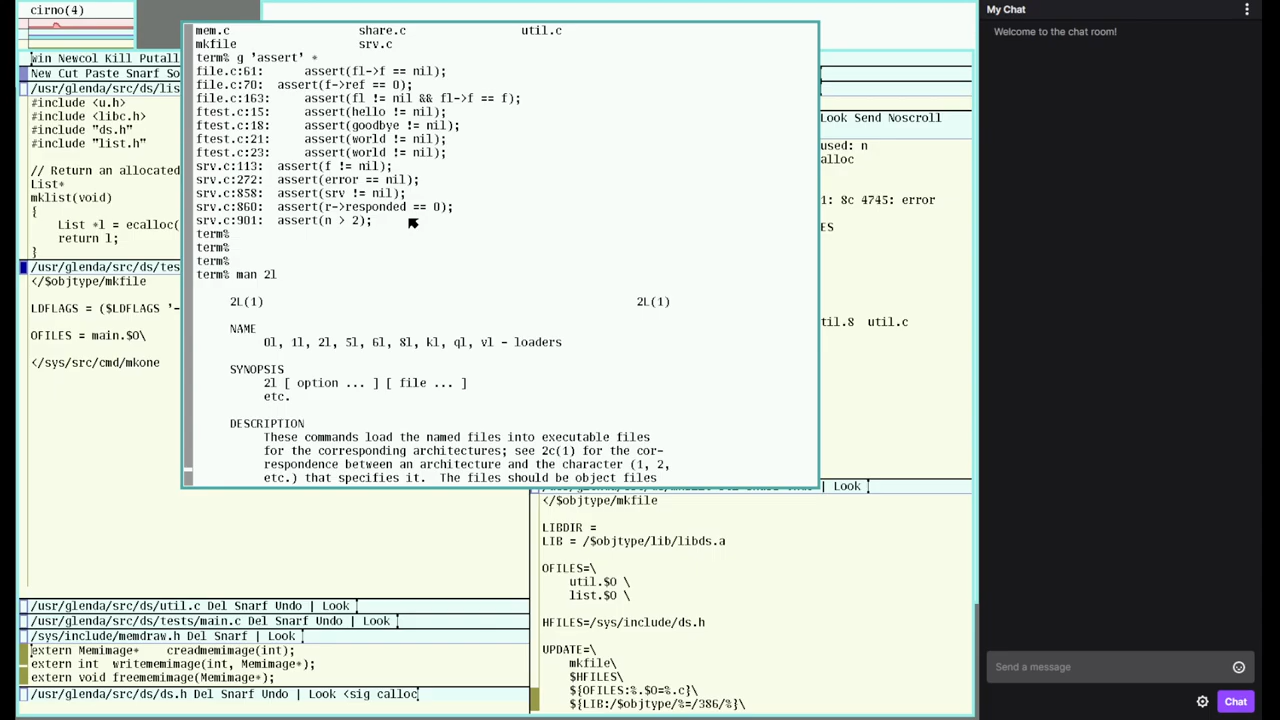 cirno(4)
win Newcol Kill Putall
New Cut Paste Snarf So
/usr/glenda/src/ds/lis
#include <u.h>
#include <libc.h>
#include "ds.h"
#include "list.h"
// Return an allocated
List*
mklist(void)
{
List *l = ecalloc(
return l;
}
/usr/glenda/src/ds/tes
</$objtype/mkfile
LDFLAGS = ($LDFLAGS '-
OFILES = main.$O\
</sys/src/cmd/mkone
/usr/glenda/src/ds/util.c Del Snarf Undo | Look
/usr/glenda/src/ds/tests/main.c Del Snarf Undo | Look
/sys/include/memdraw.h Del Snarf | Look
extern Memimage* creadmemimage(int);
extern int writememimage(int, Memimage*);
extern void freememimage(Memimage*);
/usr/glenda/src/ds/ds.h Del Snarf Undo | Look <sig calloc
mem.c share.c util.c
mkfile srv.c
term% g 'assert' *
file.c:61: assert(fl->f == nil);
file.c:70: assert(f->ref == 0);
file.c:163: assert(fl != nil && fl->f == f);
ftest.c:15: assert(hello != nil);
ftest.c:18: assert(goodbye != nil);
ftest.c:21: assert(world != nil);
ftest.c:23: assert(world != nil);
srv.c:113: assert(f != nil);
srv.c:272: assert(error == nil);
srv.c:858: assert(srv != nil);
srv.c:860: assert(r->responded == 0);
srv.c:901: assert(n > 2);
term%
term%
term%
term% man 2l
2L(1) 2L(1)
NAME
0l, 1l, 2l, 5l, 6l, 8l, kl, ql, vl - loaders
SYNOPSIS
2l [ option ... ] [ file ... ]
etc.
DESCRIPTION
These commands load the named files into executable files
for the corresponding architectures; see 2c(1) for the cor-
respondence between an architecture and the character (1, 2,
etc.) that specifies it. The files should be object files
Look Send Noscroll
used: n
alloc
1: 8c 4745: error
ES
til.8 util.c
| Look
</$objtype/mkfile
LIBDIR =
LIB = /$objtype/lib/libds.a
OFILES=\
util.$O \
list.$O \
HFILES=/sys/include/ds.h
UPDATE=\
mkfile\
$HFILES\
${OFILES:%.$O=%.c}\
${LIB:/$objtype/%=/386/%}\
My Chat
Welcome to the chat room!
Send a message
Chat